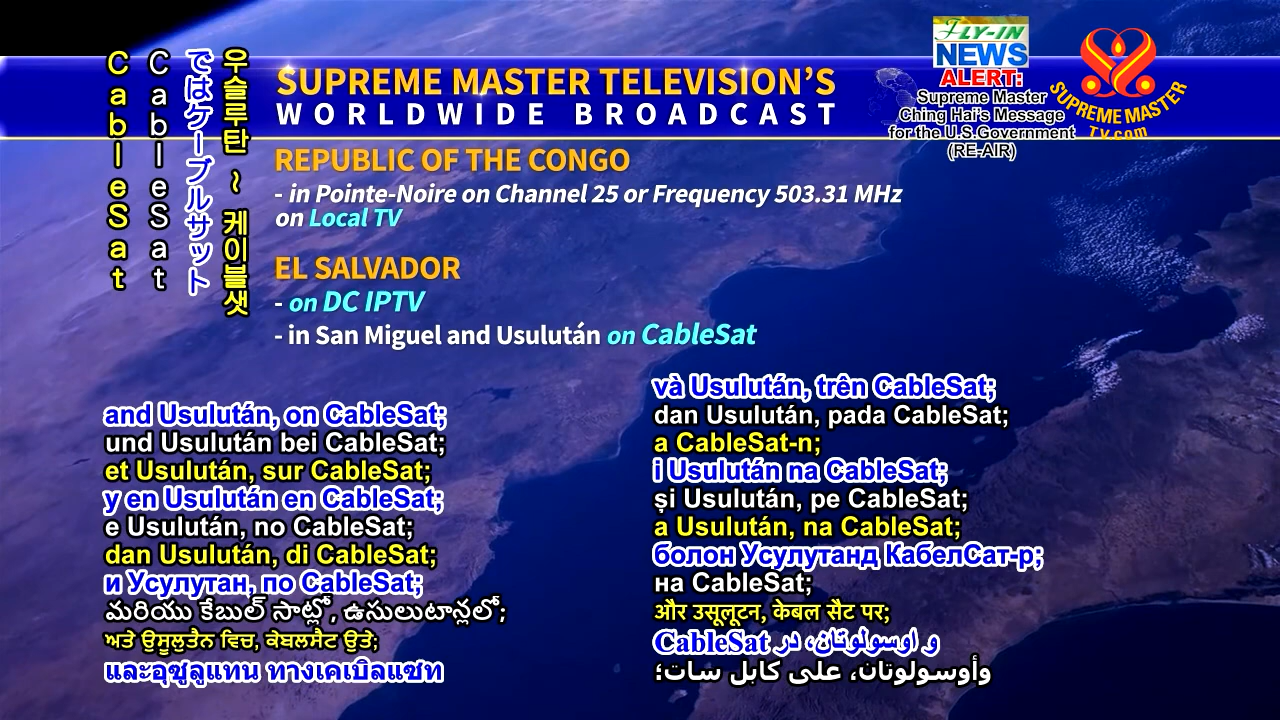 FLY-IN
NEWS
ALERT:
Supreme Master
Ching Hai's Message
for the U.S.Government
(RE-AIR)
SUPREME MASTER
TV.com
SUPREME MASTER TELEVISION'S
WORLDWIDE BROADCAST
CableSat
CableSat
ではケーブルサット
우술루탄 ~ 케이블샛
REPUBLIC OF THE CONGO
- in Pointe-Noire on Channel 25 or Frequency 503.31 MHz
on Local TV
EL SALVADOR
- on DC IPTV
- in San Miguel and Usulután on CableSat
and Usulután, on CableSat;
und Usulután bei CableSat;
et Usulután, sur CableSat;
y en Usulután en CableSat;
e Usulután, no CableSat;
dan Usulután, di CableSat;
и Усулутан, по CableSat;
మరియు కేబుల్ సాట్లో, ఉసులుటాన్లలో;
ਅਤੇ ਉਸੂਲੁਤੈਨ ਵਿਚ, ਕੇਬਲਸੈਟ ਉਤੇ;
และอุซูลูแทน ทางเคเบิลแซท
và Usulután, trên CableSat;
dan Usulután, pada CableSat;
a CableSat-n;
i Usulután na CableSat;
și Usulután, pe CableSat;
a Usulután, na CableSat;
болон Усулутанд КабелСат-р;
на CableSat;
और उसूलूटन, केबल सैट पर;
و اوسولوتان، در CableSat
وأوسولوتان، على كابل سات؛